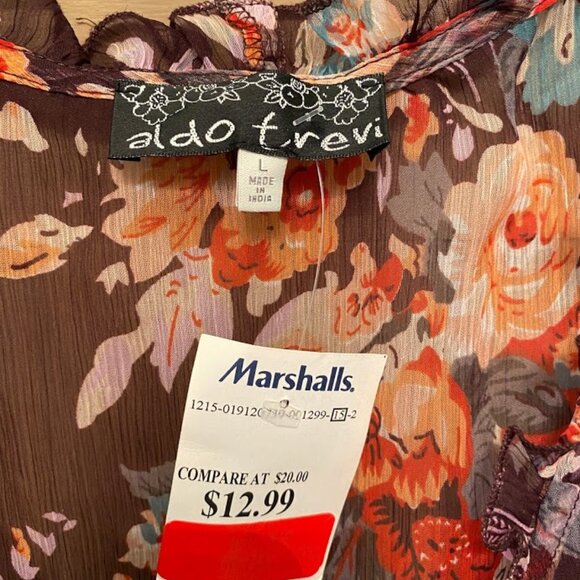 aldo trevi
L
MADE
IN
INDIA
Marshalls.
COMPARE AT $20.00
$12.99